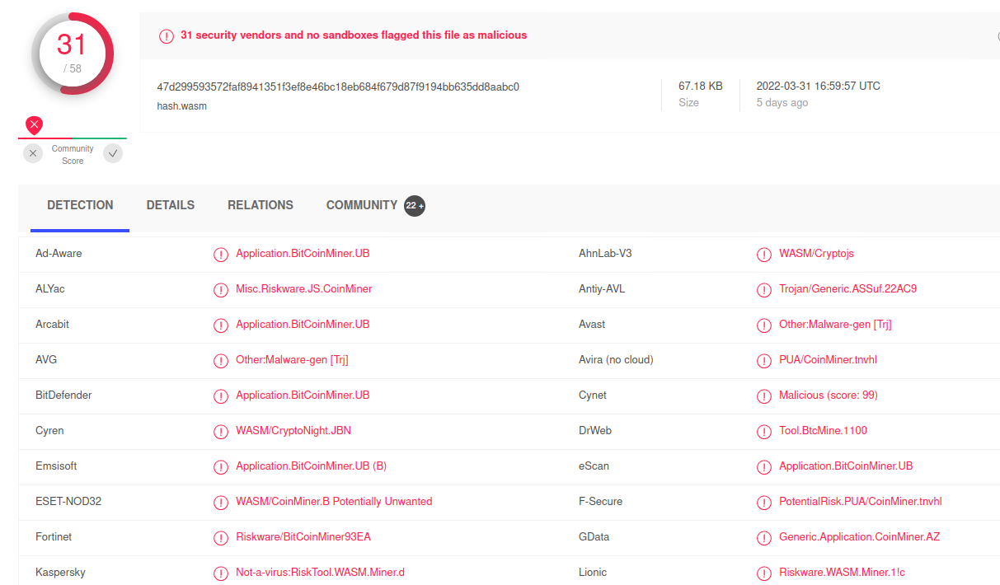 31
/ 58
31 security vendors and no sandboxes flagged this file as malicious
47d299593572faf8941351f3ef8e46bc18eb684f679d87f9194bb635dd8aabc0
hash.wasm
67.18 KB
Size
2022-03-31 16:59:57 UTC
5 days ago
Community
Score
DETECTION DETAILS RELATIONS COMMUNITY 22 +
Ad-Aware Application.BitCoinMiner.UB AhnLab-V3 WASM/Cryptojs
ALYac Misc.Riskware.JS.CoinMiner Antiy-AVL Trojan/Generic.ASSuf.22AC9
Arcabit Application.BitCoinMiner.UB Avast Other:Malware-gen [Trj]
AVG Other:Malware-gen [Trj] Avira (no cloud) PUA/CoinMiner.tnvhl
BitDefender Application.BitCoinMiner.UB Cynet Malicious (score: 99)
Cyren WASM/CryptoNight.JBN DrWeb Tool.BtcMine.1100
Emsisoft Application.BitCoinMiner.UB (B) eScan Application.BitCoinMiner.UB
ESET-NOD32 WASM/CoinMiner.B Potentially Unwanted F-Secure PotentialRisk.PUA/CoinMiner.tnvhl
Fortinet Riskware/BitCoinMiner93EA GData Generic.Application.CoinMiner.AZ
Kaspersky Not-a-virus:RiskTool.WASM.Miner.d Lionic Riskware.WASM.Miner.1!c